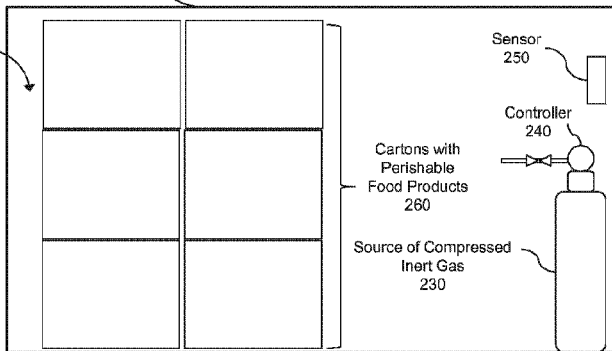 Sensor
250
Controller
240
Cartons with
Perishable
Food Products
260
Source of Compressed
Inert Gas
230